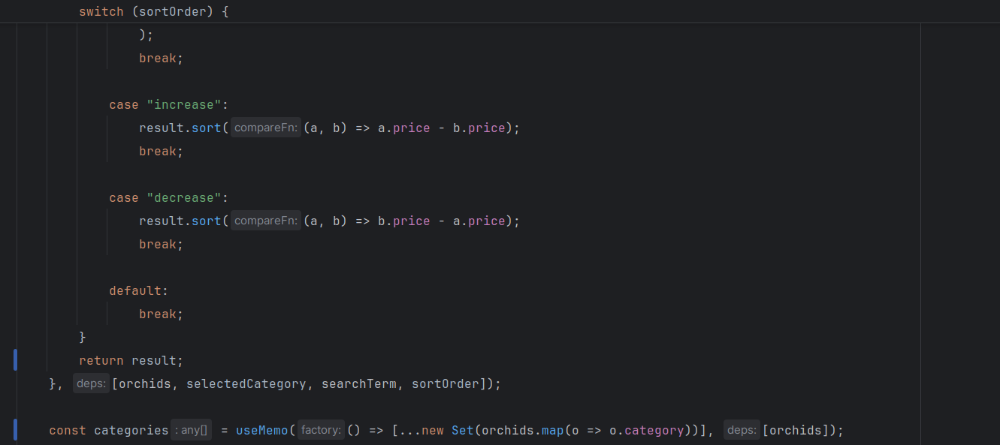 switch (sortOrder) {
);
break;
case "increase":
result.sort( compareFn: (a, b) => a.price - b.price);
break;
case "decrease":
result.sort( compareFn: (a, b) => b.price - a.price);
break;
default:
break;
}
return result;
}, deps: [orchids, selectedCategory, searchTerm, sortOrder]);
const categories : any[] = useMemo( factory: () => [...new Set(orchids.map(o => o.category))], deps: [orchids]);